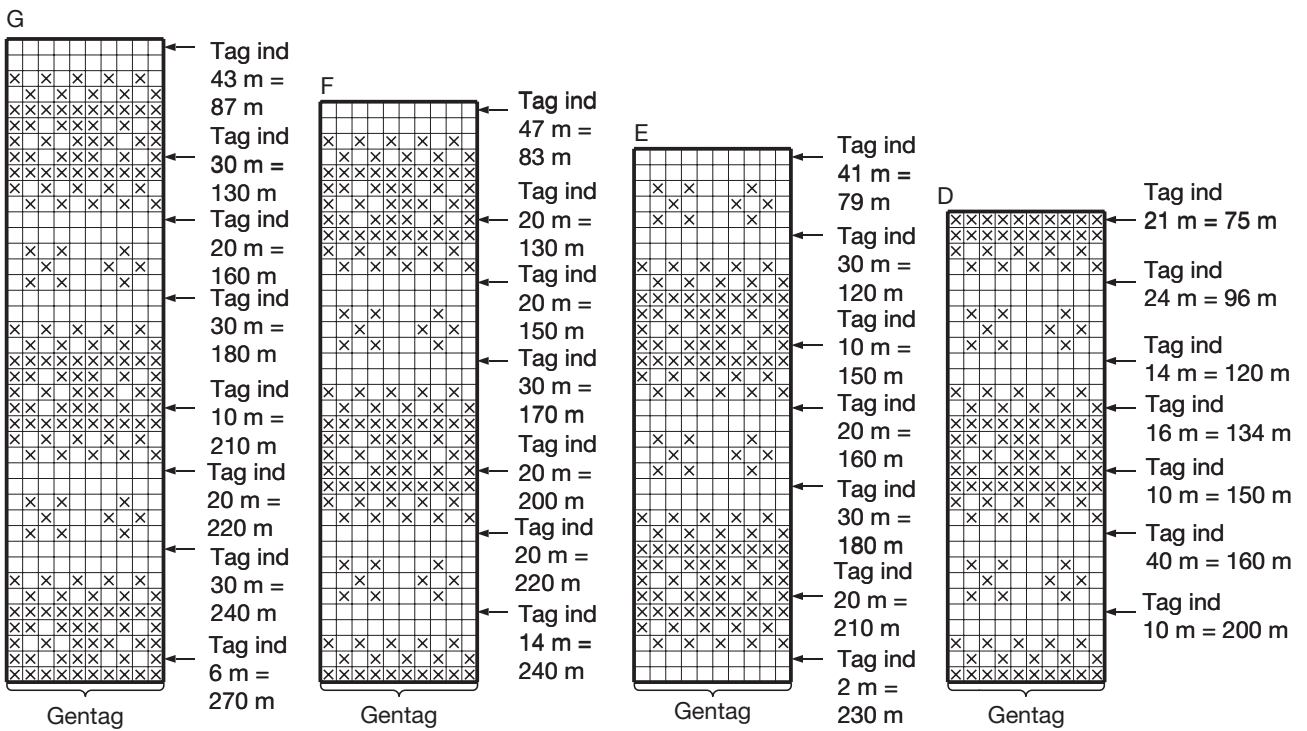 G
Tag ind
43 m =
87 m
Tag ind
30 m =
130 m
Tag ind
20 m =
160 m
Tag ind
30 m =
180 m
Tag ind
10 m =
210 m
Tag ind
20 m =
220 m
Tag ind
30 m =
240 m
Tag ind
6 m =
270 m
Gentag
F
Tag ind
47 m =
83 m
Tag ind
20 m =
130 m
Tag ind
20 m =
150 m
Tag ind
30 m =
170 m
Tag ind
20 m =
200 m
Tag ind
20 m =
220 m
Tag ind
14 m =
240 m
Gentag
E
Tag ind
41 m =
79 m
Tag ind
30 m =
120 m
Tag ind
10 m =
150 m
Tag ind
20 m =
160 m
Tag ind
30 m =
180 m
Tag ind
20 m =
210 m
Tag ind
2 m =
230 m
Gentag
D
Tag ind
21 m = 75 m
Tag ind
24 m = 96 m
Tag ind
14 m = 120 m
Tag ind
16 m = 134 m
Tag ind
10 m = 150 m
Tag ind
40 m = 160 m
Tag ind
10 m = 200 m
Gentag